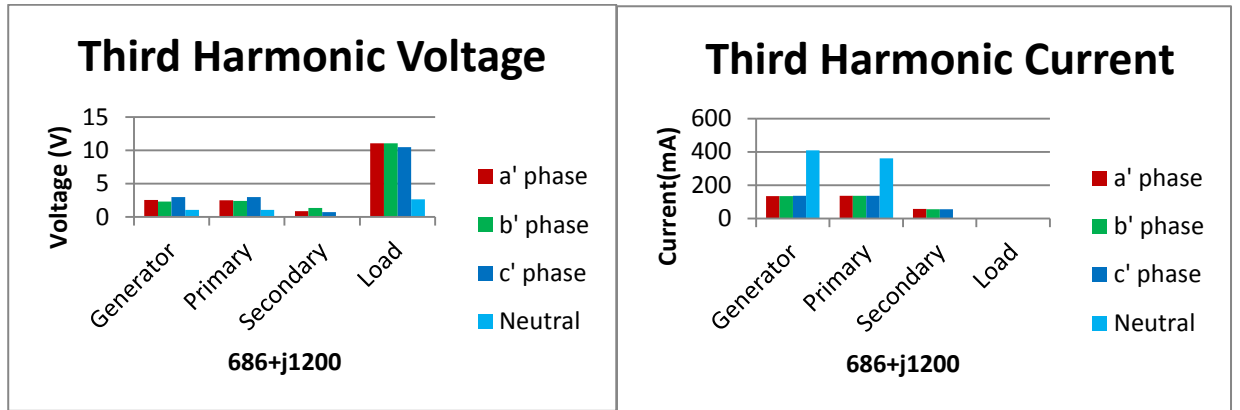 Third Harmonic Voltage
15
10
5
0
Voltage (V)
Generator
Primary
Secondary
Load
686+j1200
a' phase
b' phase
c' phase
Neutral
Third Harmonic Current
600
400
200
0
Current(mA)
Generator
Primary
Secondary
Load
686+j1200
a' phase
b' phase
c' phase
Neutral